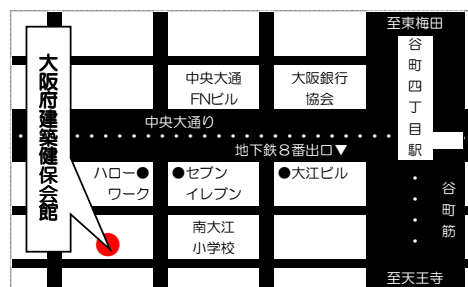 至東梅田
谷町四丁目駅
大阪府建築健保会館
中央大通
FNビル
大阪銀行
協会
中央大通り
地下鉄8番出口▼
ハロー●
ワーク
●セブン
イレブン
●大江ビル
谷町筋
南大江
小学校
至天王寺